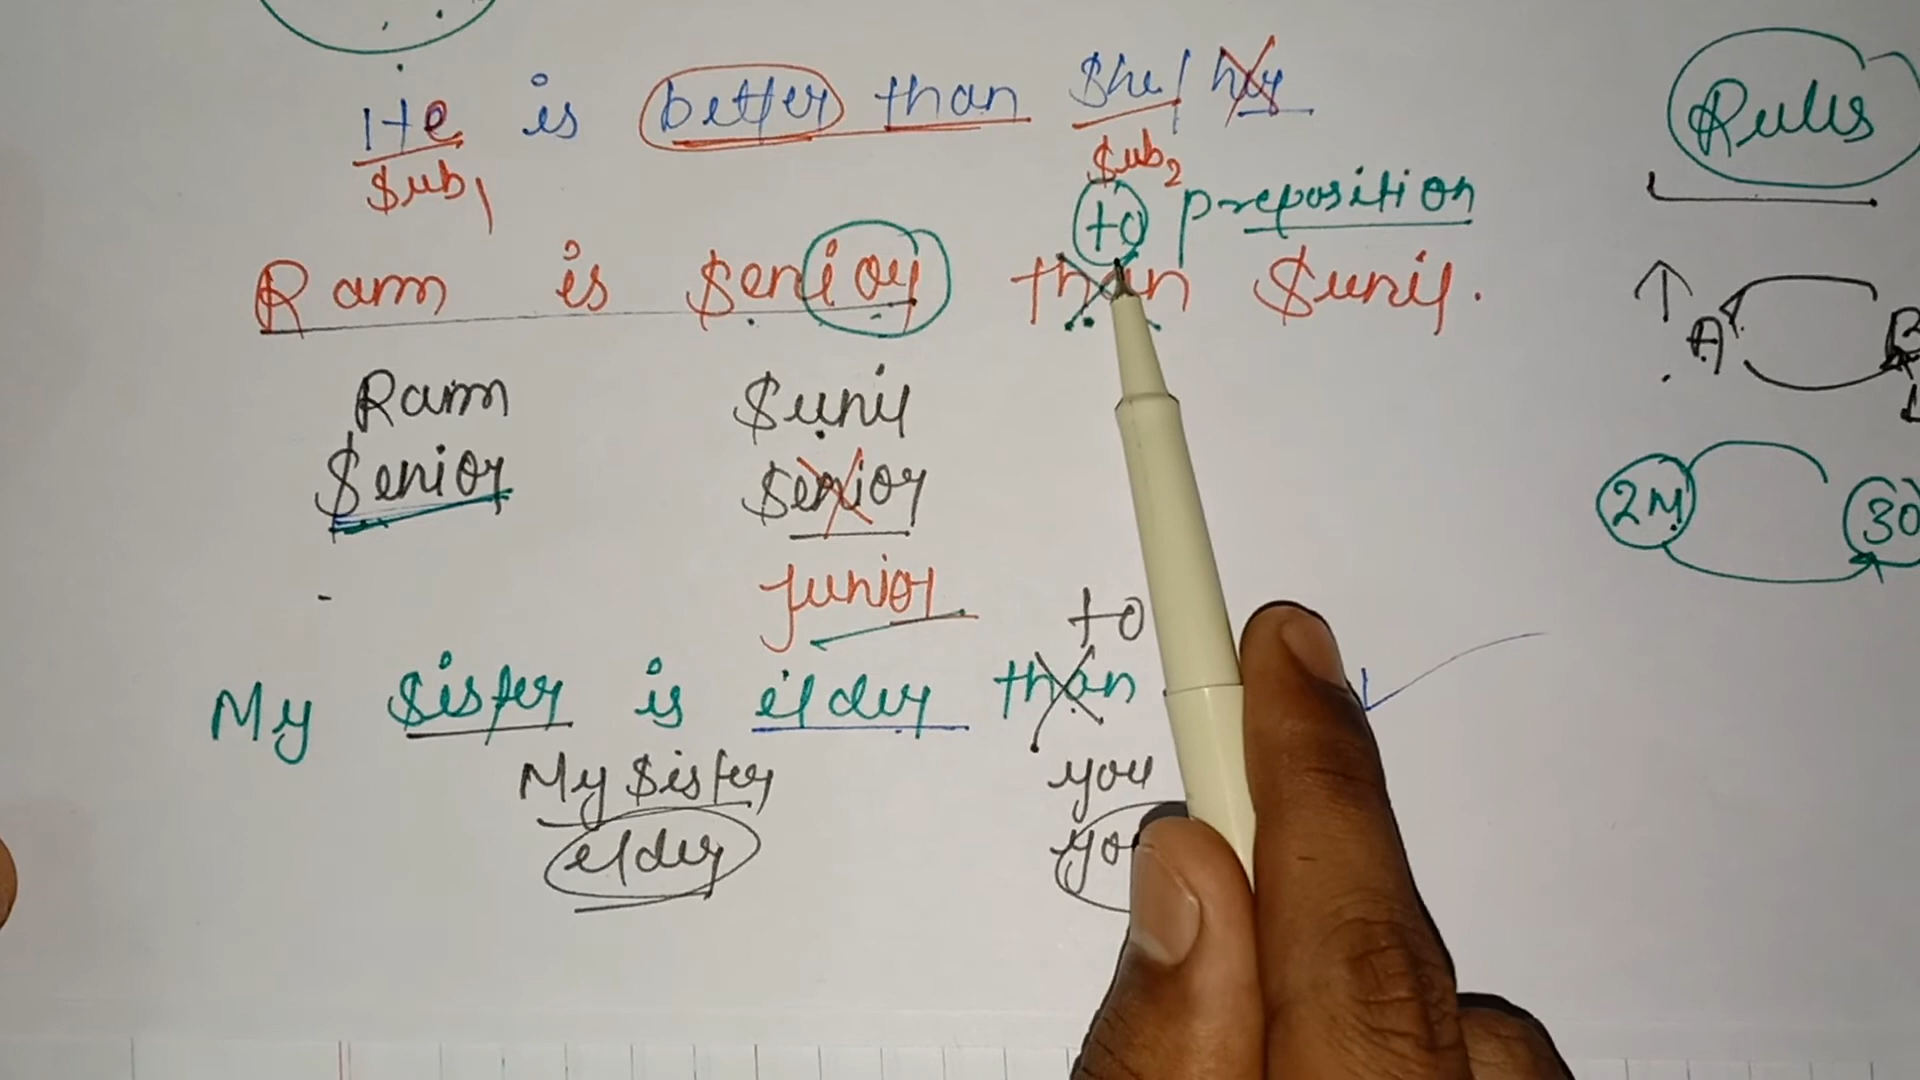 He is better than She/her
Sub1
Sub2
to preposition
Ram is Senior than Sunil.
Ram Sunil
Senior Senior
Junior
to
My Sister is elder than
My Sister you
elder
Rules
A B
2M 30